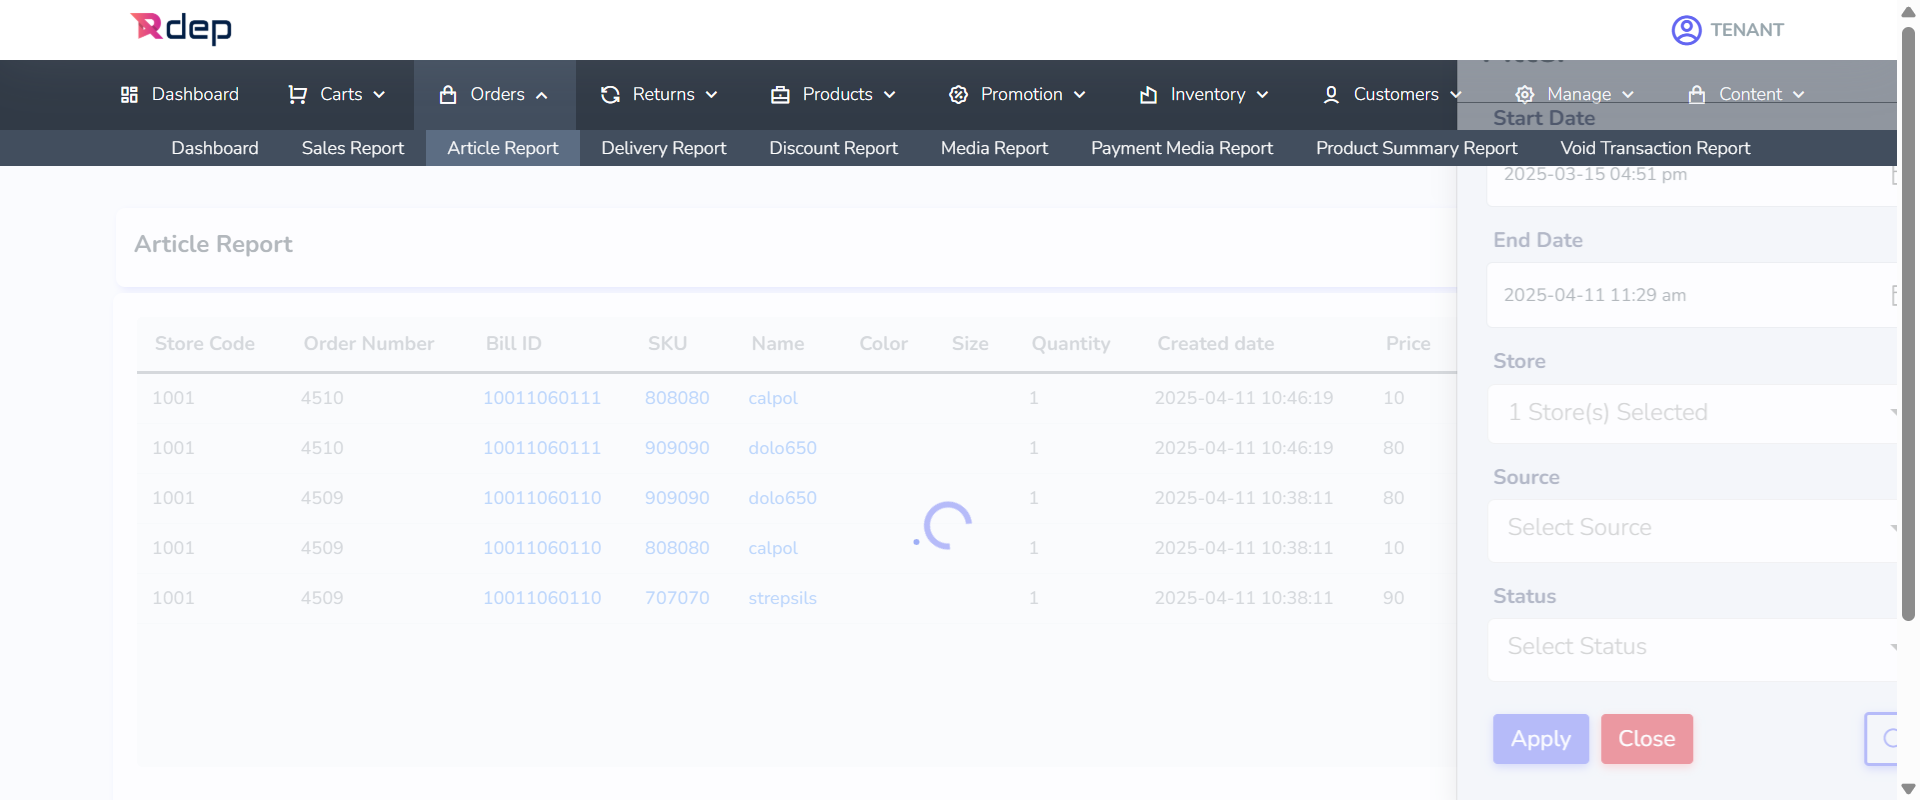 Rdep
TENANT
Dashboard Carts Orders Returns Products Promotion Inventory Customers Manage Content
Start Date
Dashboard Sales Report Article Report Delivery Report Discount Report Media Report Payment Media Report Product Summary Report Void Transaction Report
2025-03-15 04:51 pm
Article Report
End Date
2025-04-11 11:29 am
Store Code Order Number Bill ID SKU Name Color Size Quantity Created date Price
1001 4510 10011060111 808080 calpol 1 2025-04-11 10:46:19 10
1001 4510 10011060111 909090 dolo650 1 2025-04-11 10:46:19 80
1001 4509 10011060110 909090 dolo650 1 2025-04-11 10:38:11 80
1001 4509 10011060110 808080 calpol 1 2025-04-11 10:38:11 10
1001 4509 10011060110 707070 strepsils 1 2025-04-11 10:38:11 90
Store
1 Store(s) Selected
Source
Select Source
Status
Select Status
Apply Close